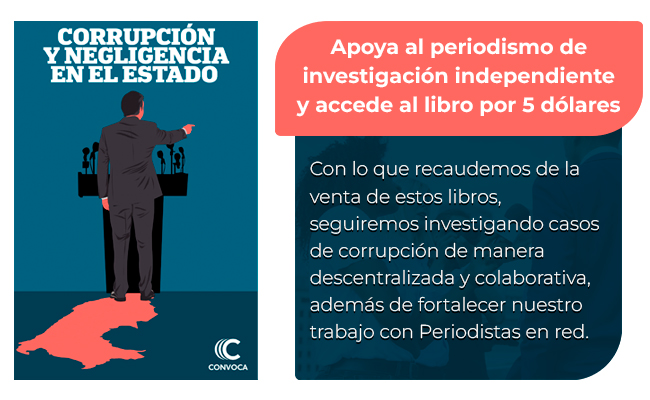 CORRUPCIÓN
Y NEGLIGENCIA
EN EL ESTADO
CONVOCA
Apoya al periodismo de
investigación independiente
y accede al libro por 5 dólares
Con lo que recaudemos de la
venta de estos libros,
seguiremos investigando casos
de corrupción de manera
descentralizada y colaborativa,
además de fortalecer nuestro
trabajo con Periodistas en red.